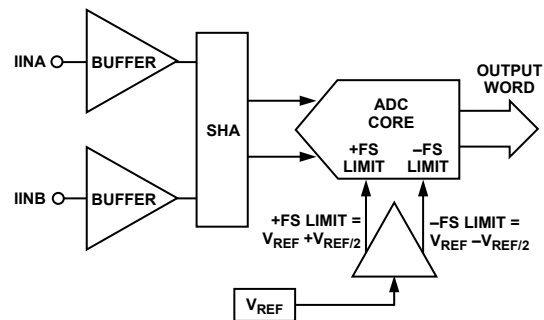 IINA
BUFFER
SHA
IINB
BUFFER
ADC
CORE
+FS
LIMIT
–FS
LIMIT
OUTPUT
WORD
+FS LIMIT =
VREF +VREF/2
–FS LIMIT =
VREF –VREF/2
VREF